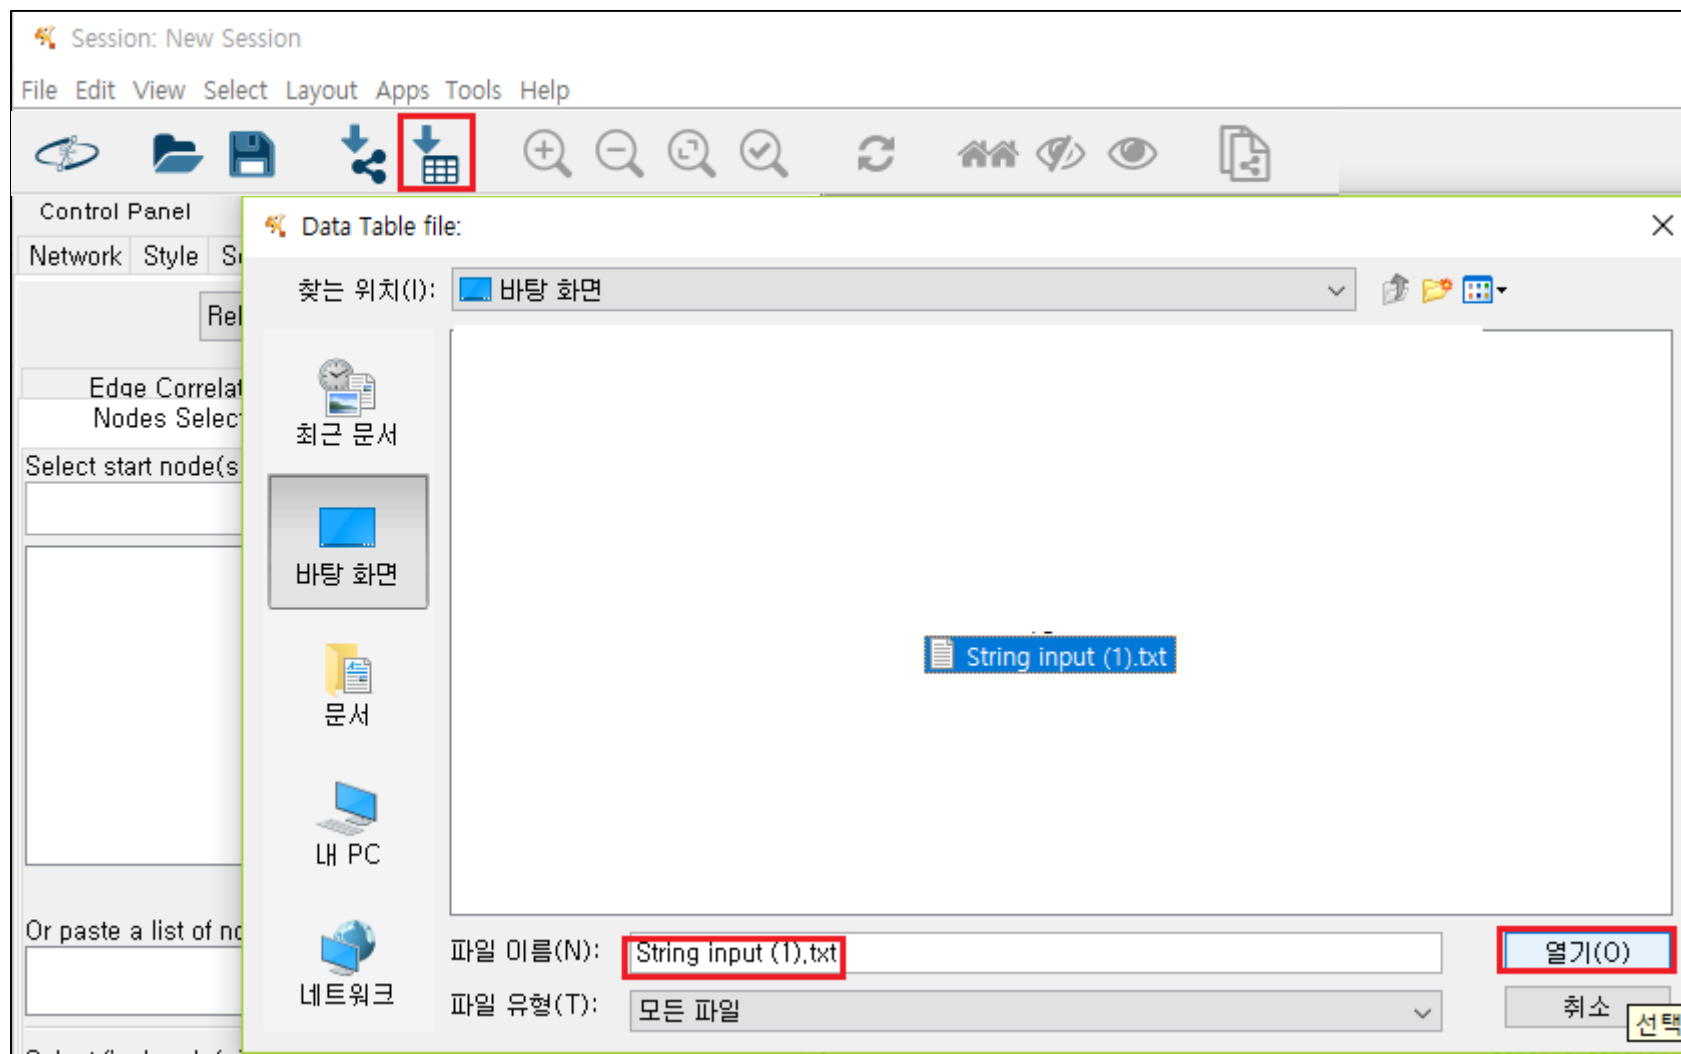 Session: New Session
File Edit View Select Layout Apps Tools Help
Control Panel
Data Table file:
Network Style
찾는 위치(I): 바탕 화면
Edge Correlat
Nodes Select
최근 문서
Select start node(s
바탕 화면
String input (1).txt
문서
내 PC
Or paste a list of no
파일 이름(N): String input (1).txt 열기(O)
네트워크
파일 유형(T): 모든 파일 취소
선택